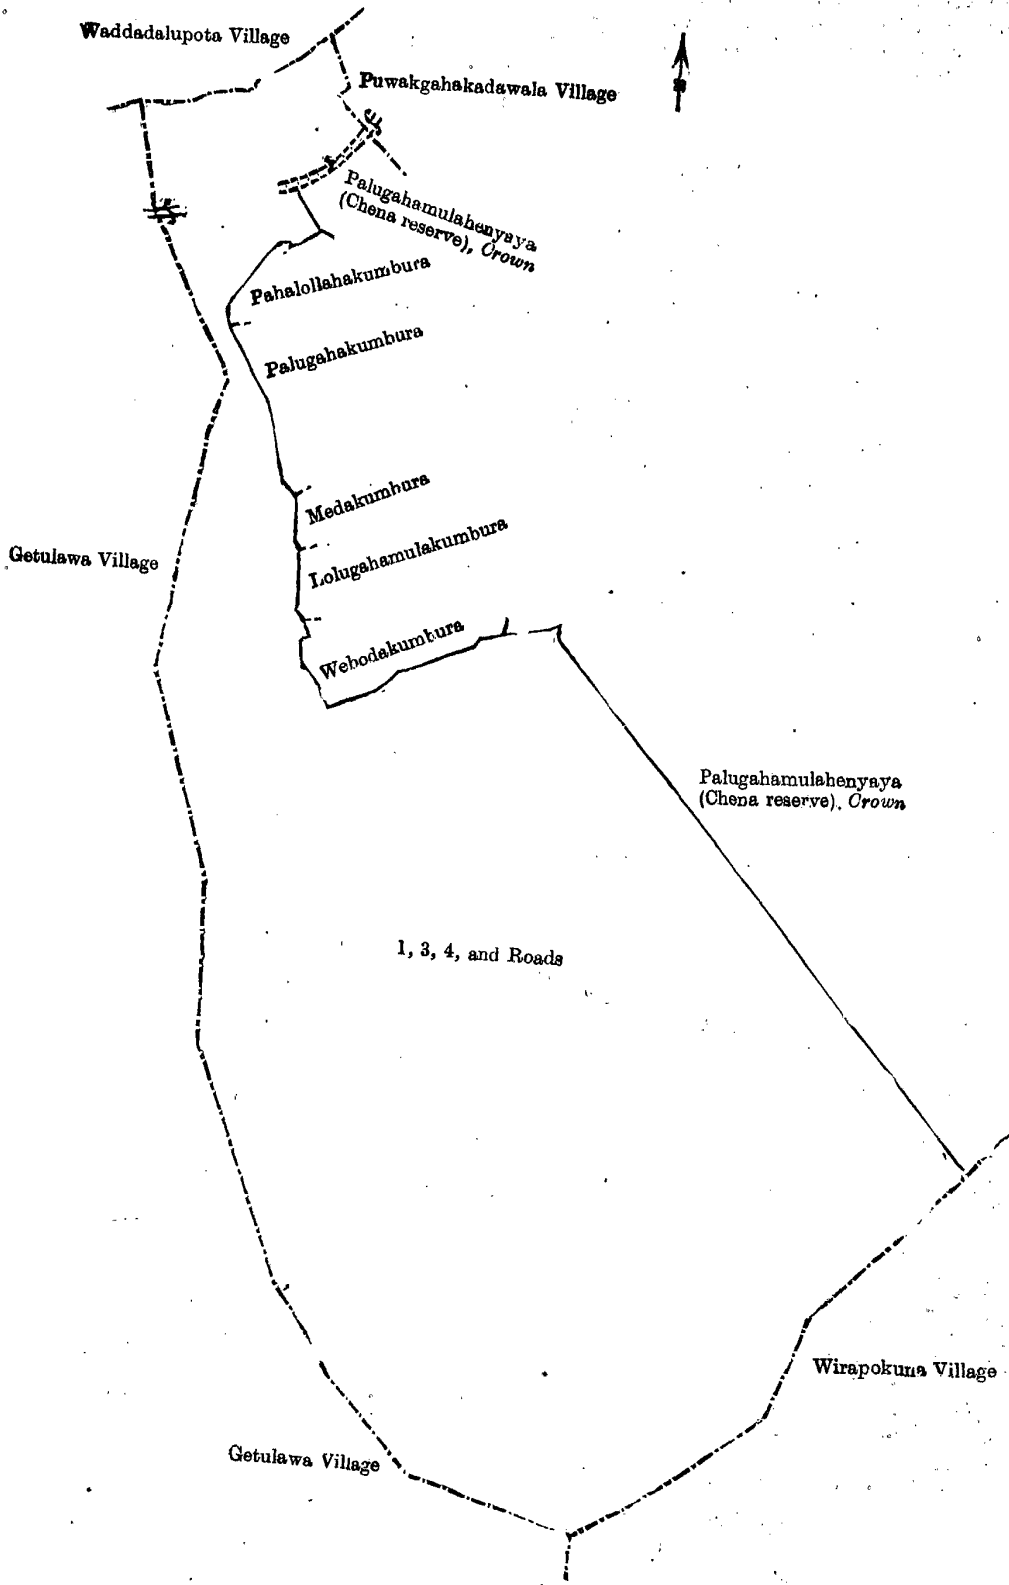 Waddadalupota Village
Puwakgahakadawala Village
Palugahamulahenyaya
(Chena reserve), Crown
Pahalollahakumbura
Palugahakumbura
Medakumbura
Getulawa Village
Lolugahamulakumbura
Webodakumbura
Palugahamulahenyaya
(Chena reserve), Crown
1, 3, 4, and Roads
Wirapokuna Village
Getulawa Village